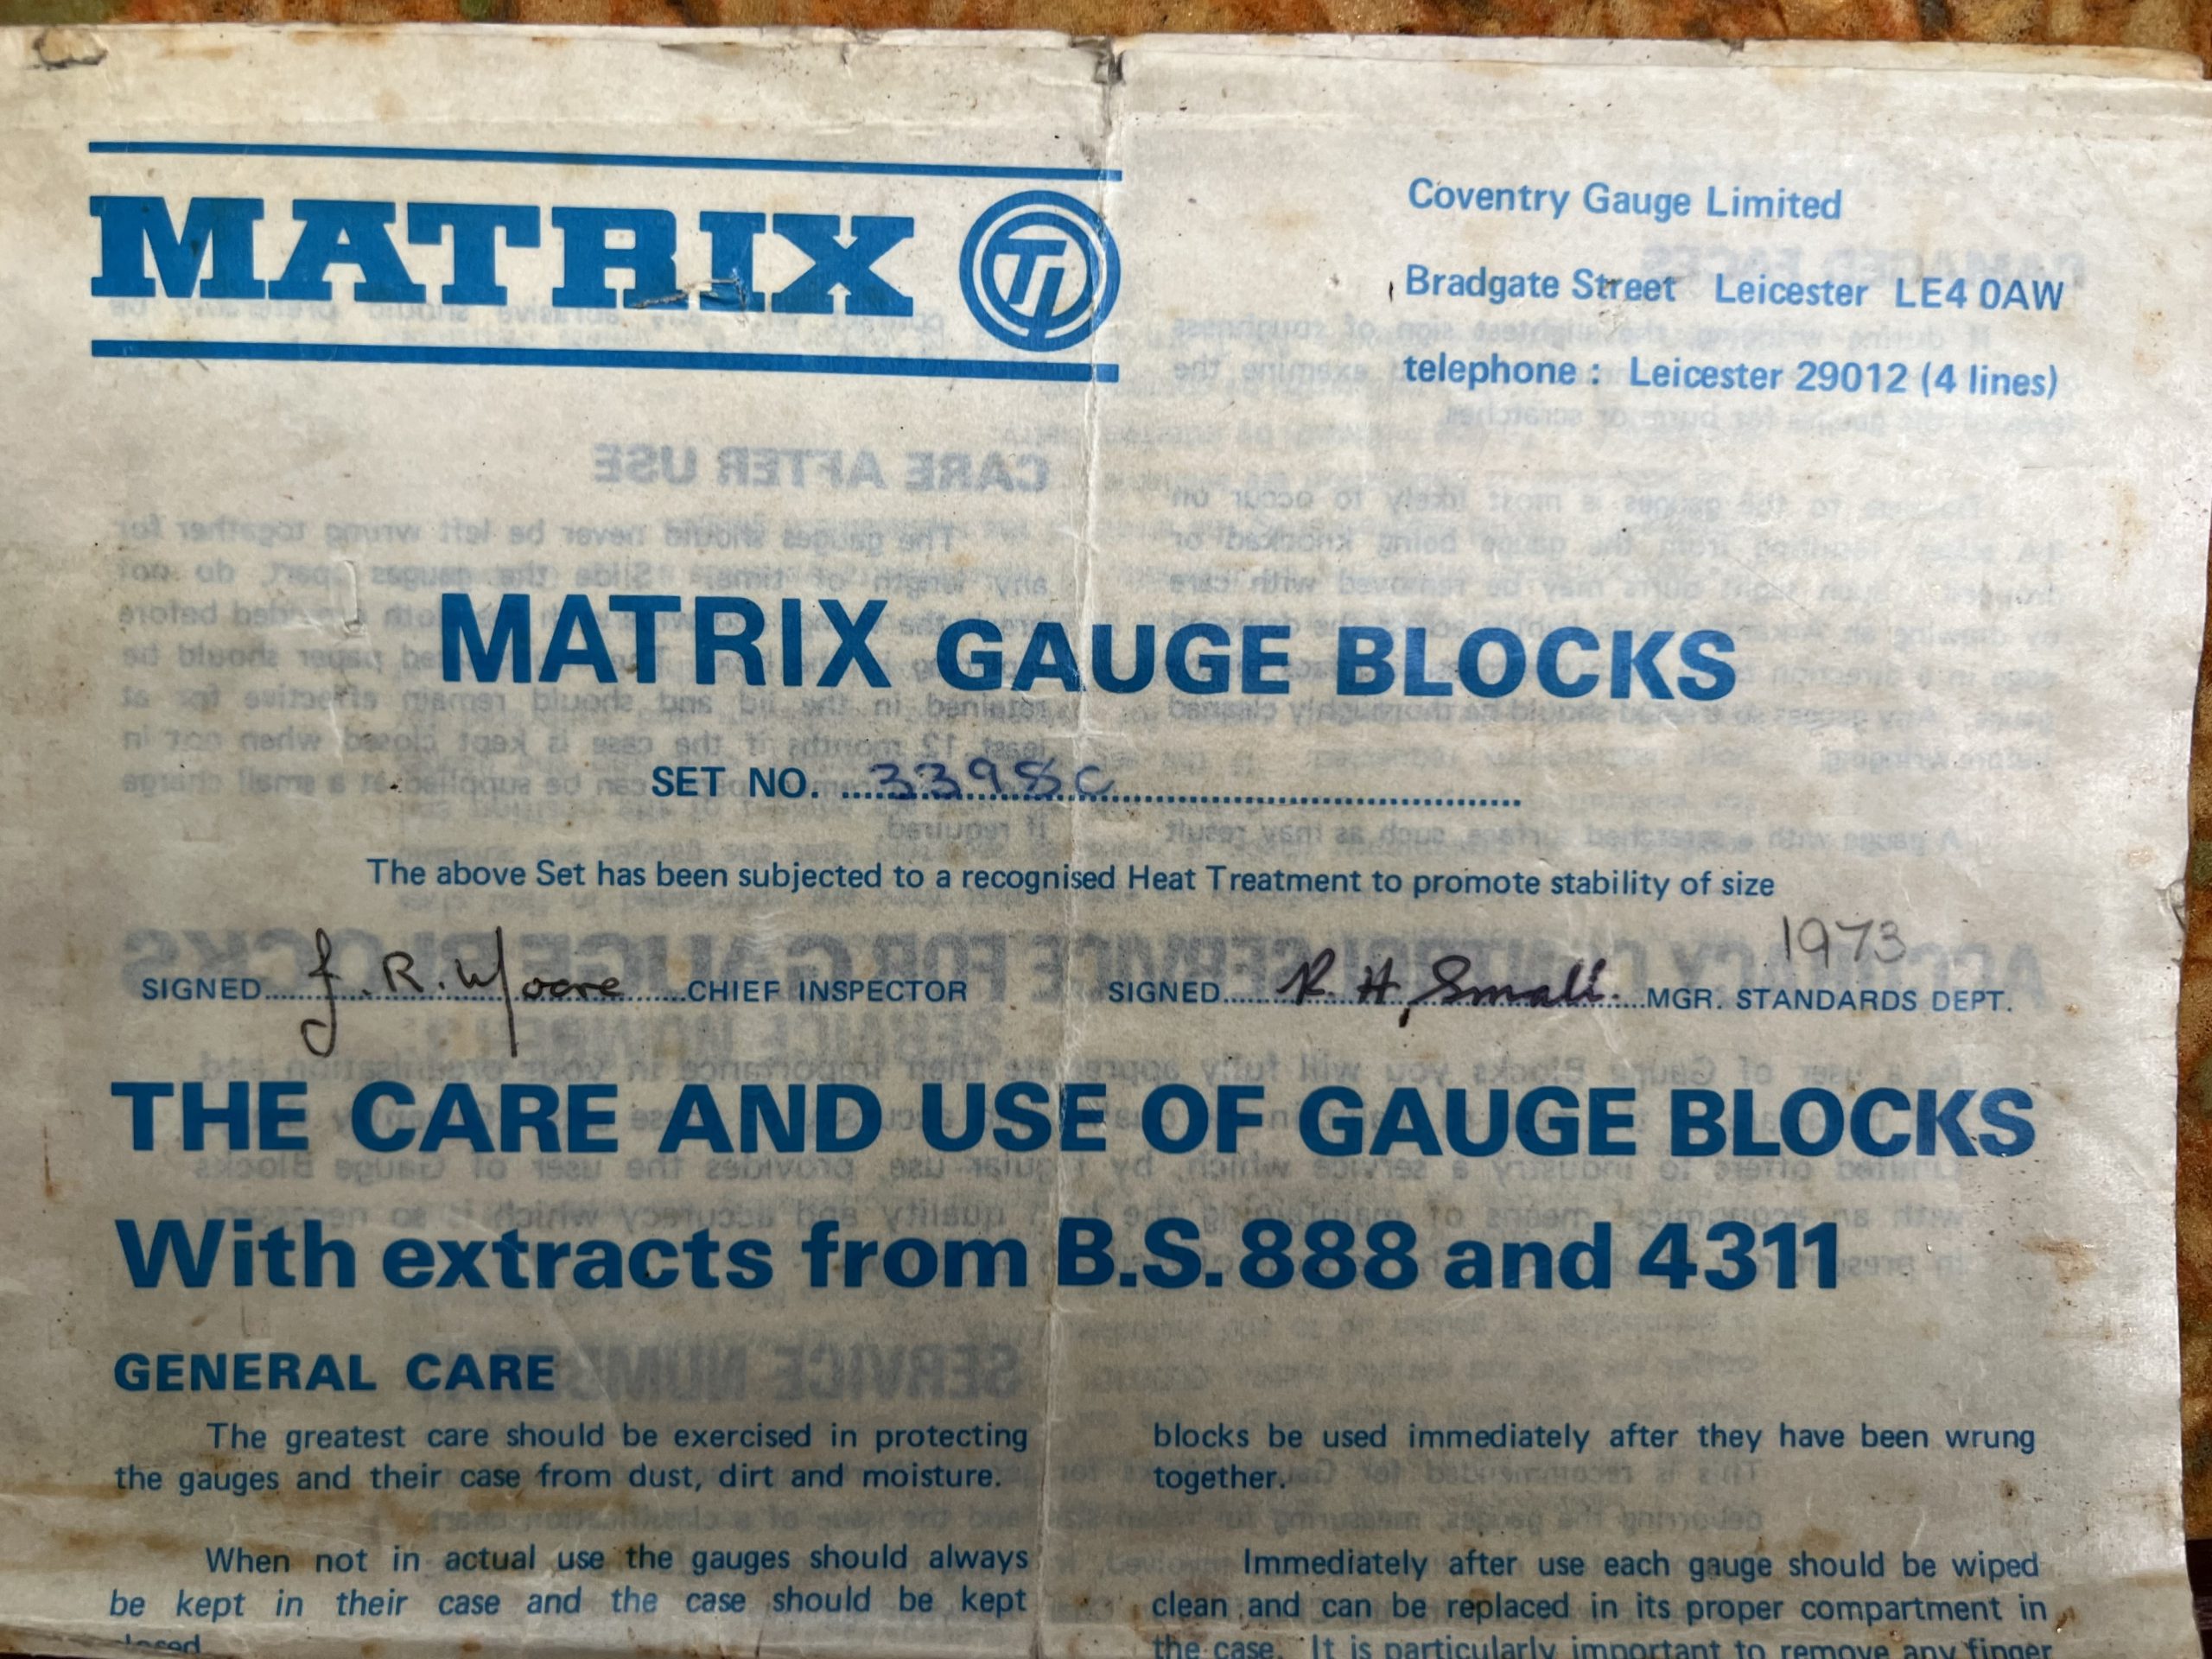 MATRIX TI
Coventry Gauge Limited
Bradgate Street Leicester LE4 0AW
telephone : Leicester 29012 (4 lines)
MATRIX GAUGE BLOCKS
SET NO. 3398C
The above Set has been subjected to a recognised Heat Treatment to promote stability of size
1973
SIGNED J. R. Moore CHIEF INSPECTOR
SIGNED R. H. Small. MGR. STANDARDS DEPT.
THE CARE AND USE OF GAUGE BLOCKS
With extracts from B.S. 888 and 4311
GENERAL CARE
The greatest care should be exercised in protecting
the gauges and their case from dust, dirt and moisture.
When not in actual use the gauges should always
be kept in their case and the case should be kept
closed
blocks be used immediately after they have been wrung
together.
Immediately after use each gauge should be wiped
clean and can be replaced in its proper compartment in
the case. It is particularly important to remove any finger